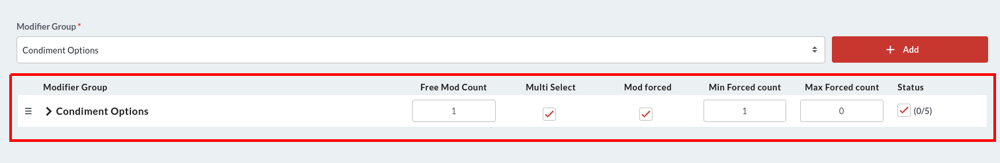 Modifier Group *
Condiment Options
+ Add
Modifier Group Free Mod Count Multi Select Mod forced Min Forced count Max Forced count Status
Condiment Options 1 1 0 (0/5)